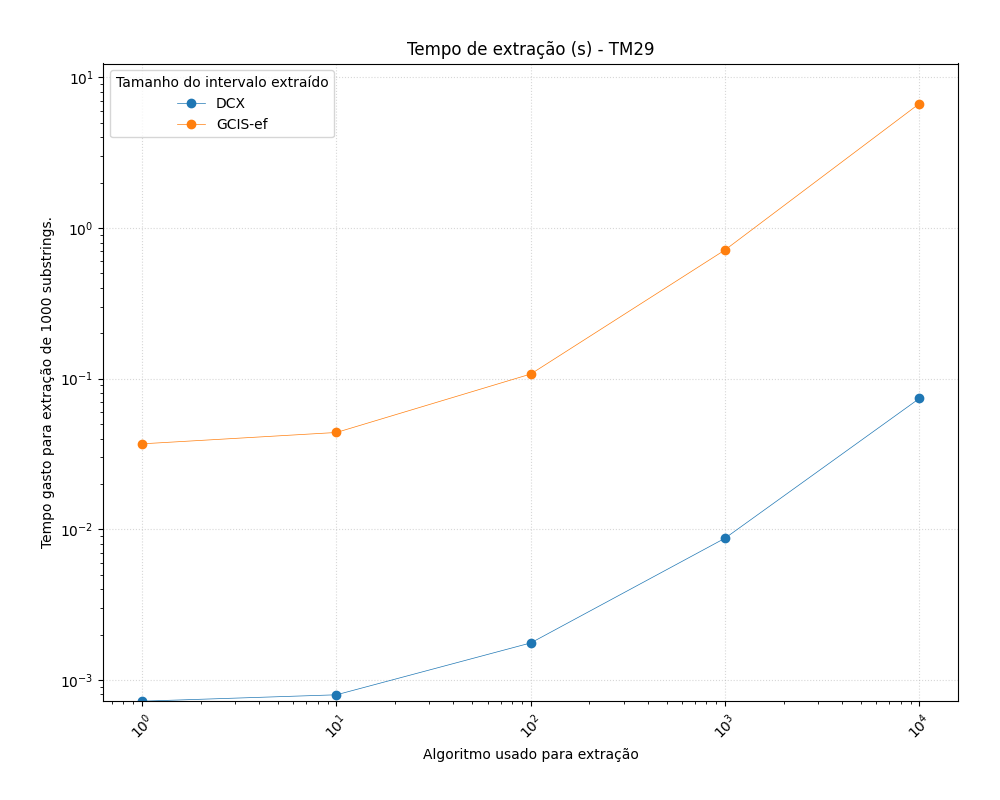 Tempo de extração (s) - TM29
Tamanho do intervalo extraído
DCX
GCIS-ef
Tempo gasto para extração de 1000 substrings.
10¹
10⁰
10⁻¹
10⁻²
10⁻³
10⁰ 10¹ 10² 10³ 10⁴
Algoritmo usado para extração